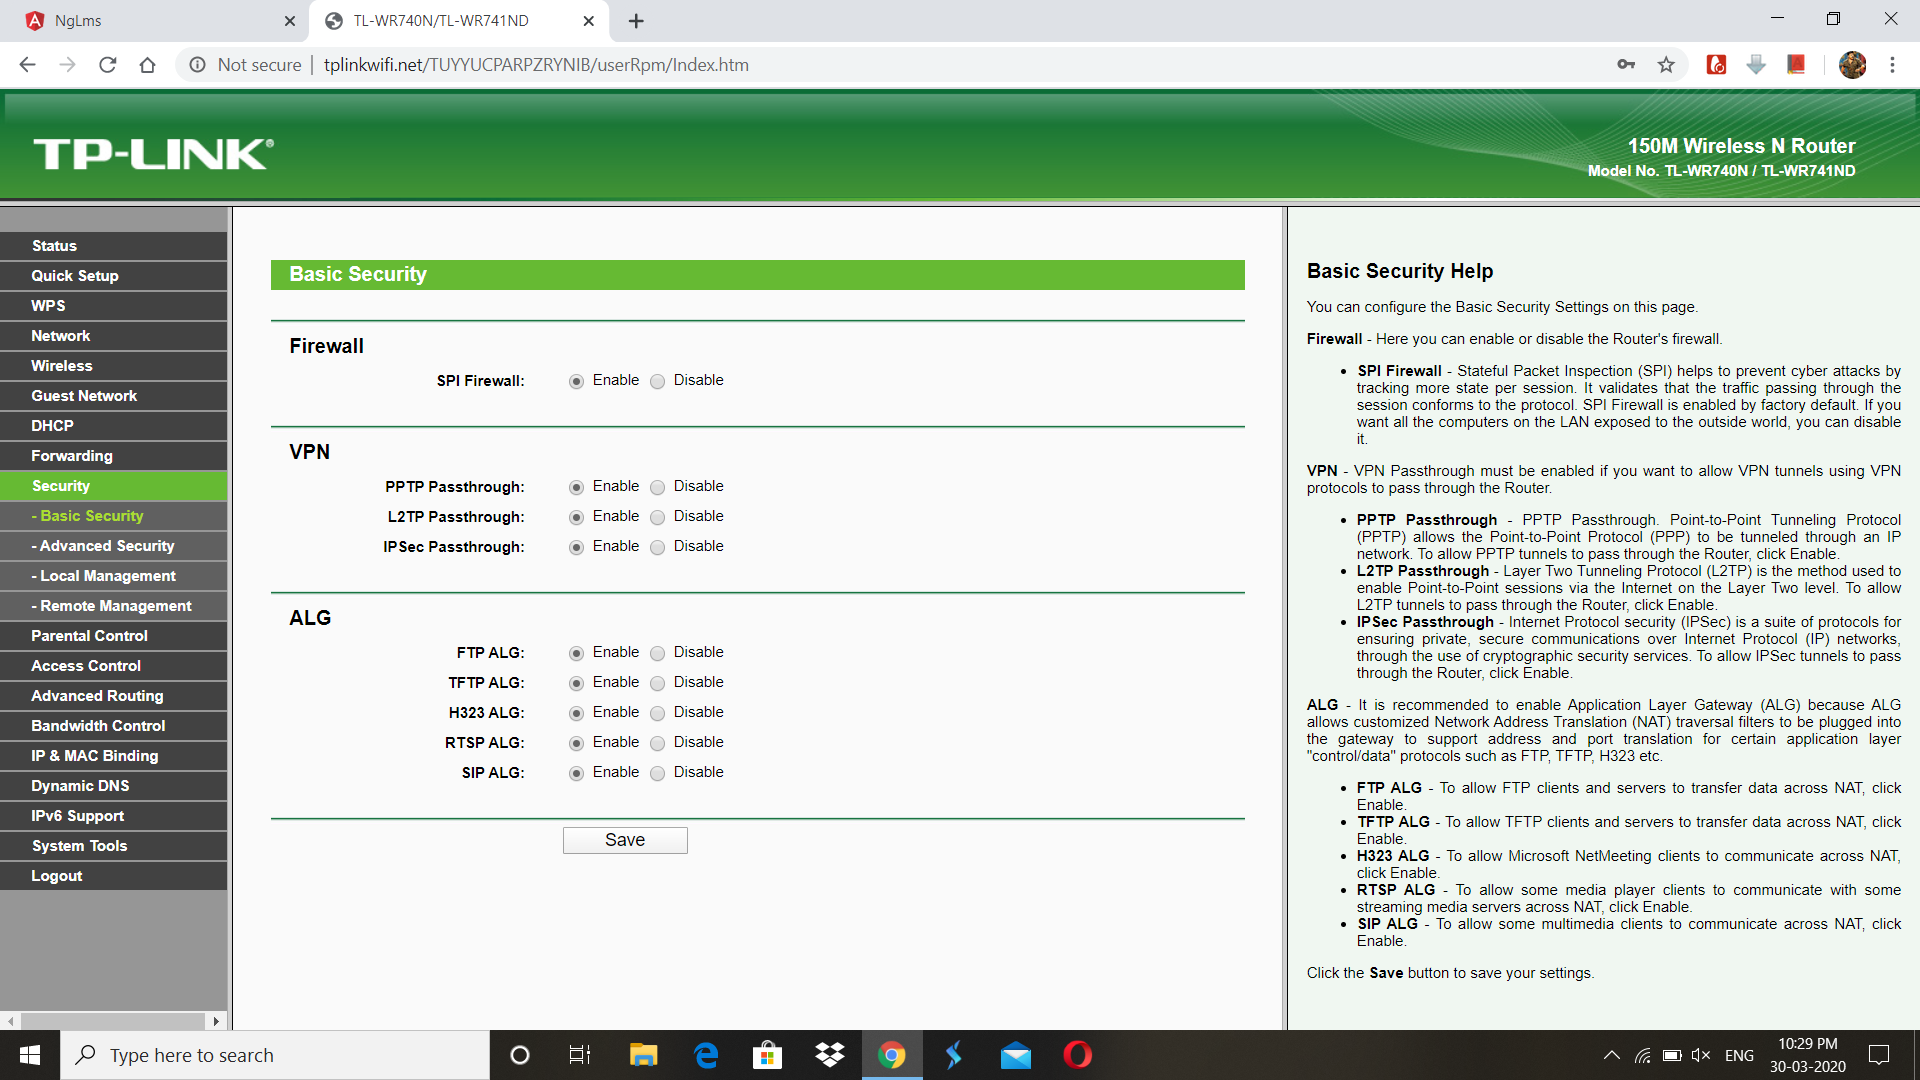 NgLms
TL-WR740N/TL-WR741ND
Not secure | tplinkwifi.net/TUYYUCPARPZRYNIB/userRpm/Index.htm
TP-LINK®
150M Wireless N Router
Model No. TL-WR740N / TL-WR741ND
Status
Quick Setup
WPS
Network
Wireless
Guest Network
DHCP
Forwarding
Security
- Basic Security
- Advanced Security
- Local Management
- Remote Management
Parental Control
Access Control
Advanced Routing
Bandwidth Control
IP & MAC Binding
Dynamic DNS
IPv6 Support
System Tools
Logout
Basic Security
Firewall
SPI Firewall: Enable Disable
VPN
PPTP Passthrough: Enable Disable
L2TP Passthrough: Enable Disable
IPSec Passthrough: Enable Disable
ALG
FTP ALG: Enable Disable
TFTP ALG: Enable Disable
H323 ALG: Enable Disable
RTSP ALG: Enable Disable
SIP ALG: Enable Disable
Save
Basic Security Help
You can configure the Basic Security Settings on this page.
Firewall - Here you can enable or disable the Router's firewall.
• SPI Firewall - Stateful Packet Inspection (SPI) helps to prevent cyber attacks by
tracking more state per session. It validates that the traffic passing through the
session conforms to the protocol. SPI Firewall is enabled by factory default. If you
want all the computers on the LAN exposed to the outside world, you can disable
it.
VPN - VPN Passthrough must be enabled if you want to allow VPN tunnels using VPN
protocols to pass through the Router.
• PPTP Passthrough - PPTP Passthrough. Point-to-Point Tunneling Protocol
(PPTP) allows the Point-to-Point Protocol (PPP) to be tunneled through an IP
network. To allow PPTP tunnels to pass through the Router, click Enable.
• L2TP Passthrough - Layer Two Tunneling Protocol (L2TP) is the method used to
enable Point-to-Point sessions via the Internet on the Layer Two level. To allow
L2TP tunnels to pass through the Router, click Enable.
• IPSec Passthrough - Internet Protocol security (IPSec) is a suite of protocols for
ensuring private, secure communications over Internet Protocol (IP) networks,
through the use of cryptographic security services. To allow IPSec tunnels to pass
through the Router, click Enable.
ALG - It is recommended to enable Application Layer Gateway (ALG) because ALG
allows customized Network Address Translation (NAT) traversal filters to be plugged into
the gateway to support address and port translation for certain application layer
"control/data" protocols such as FTP, TFTP, H323 etc.
• FTP ALG - To allow FTP clients and servers to transfer data across NAT, click
Enable.
• TFTP ALG - To allow TFTP clients and servers to transfer data across NAT, click
Enable.
• H323 ALG - To allow Microsoft NetMeeting clients to communicate across NAT,
click Enable.
• RTSP ALG - To allow some media player clients to communicate with some
streaming media servers across NAT, click Enable.
• SIP ALG - To allow some multimedia clients to communicate across NAT, click
Enable.
Click the Save button to save your settings.
Type here to search
ENG
10:29 PM
30-03-2020